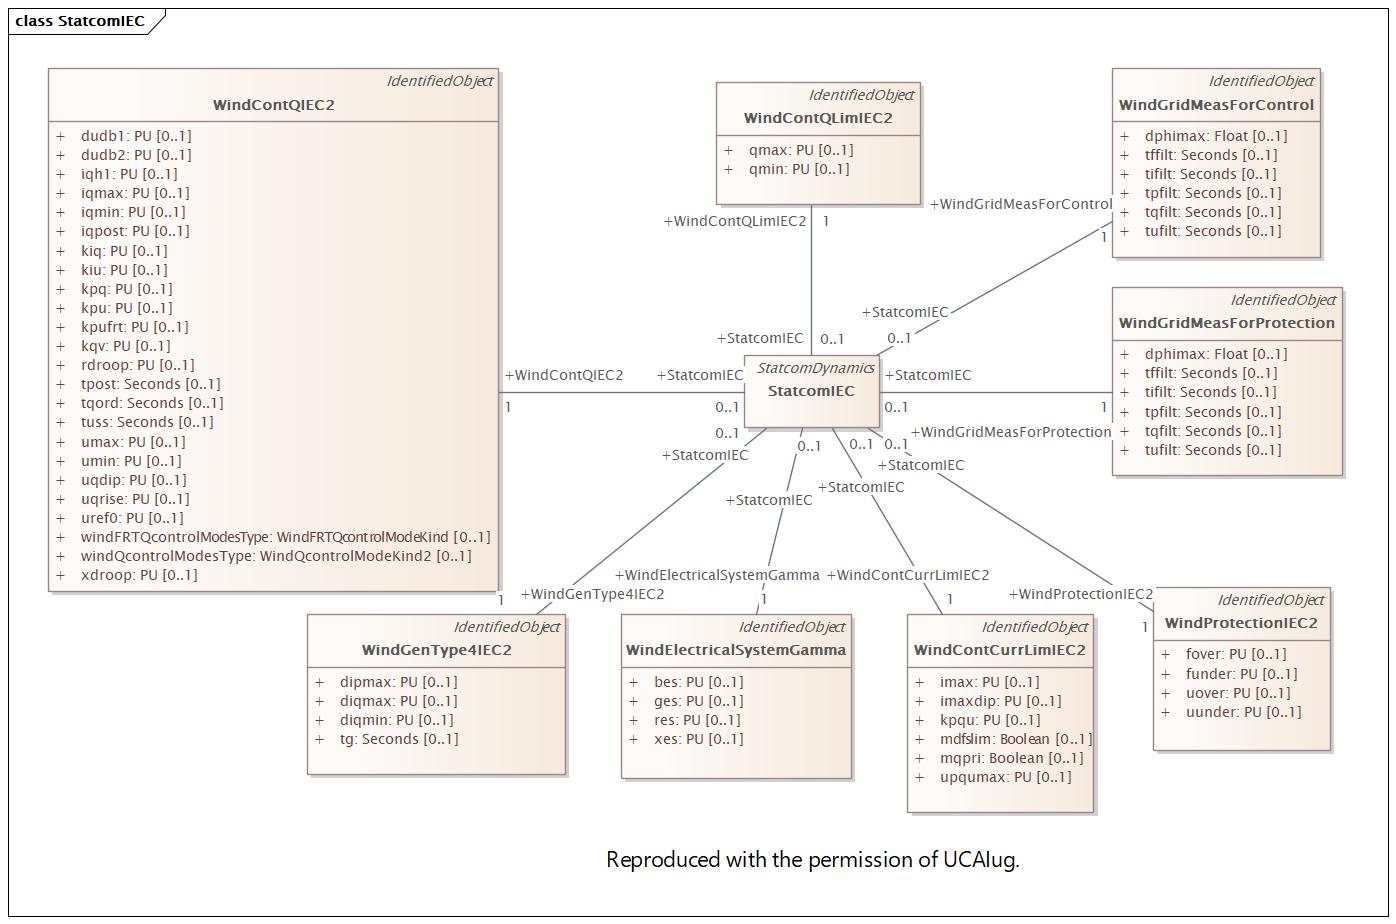 class StatcomIEC
IdentifiedObject
WindContQIEC2
+ dudb1: PU [0..1]
+ dudb2: PU [0..1]
+ iqh1: PU [0..1]
+ iqmax: PU [0..1]
+ iqmin: PU [0..1]
+ iqpost: PU [0..1]
+ kiq: PU [0..1]
+ kiu: PU [0..1]
+ kpq: PU [0..1]
+ kpu: PU [0..1]
+ kpufrt: PU [0..1]
+ kqv: PU [0..1]
+ rdroop: PU [0..1]
+ tpost: Seconds [0..1]
+ tqord: Seconds [0..1]
+ tuss: Seconds [0..1]
+ umax: PU [0..1]
+ umin: PU [0..1]
+ uqdip: PU [0..1]
+ uqrise: PU [0..1]
+ uref0: PU [0..1]
+ windFRTQcontrolModesType: WindFRTQcontrolModeKind [0..1]
+ windQcontrolModesType: WindQcontrolModeKind2 [0..1]
+ xdroop: PU [0..1]
IdentifiedObject
WindContQLimIEC2
+ qmax: PU [0..1]
+ qmin: PU [0..1]
+WindContQLimIEC2
1
IdentifiedObject
WindGridMeasForControl
+ dphimax: Float [0..1]
+ tffilt: Seconds [0..1]
+ tifilt: Seconds [0..1]
+ tpfilt: Seconds [0..1]
+ tqfilt: Seconds [0..1]
+ tufilt: Seconds [0..1]
+WindGridMeasForControl
1
+StatcomIEC
0..1
+StatcomIEC
0..1
IdentifiedObject
WindGridMeasForProtection
+ dphimax: Float [0..1]
+ tffilt: Seconds [0..1]
+ tifilt: Seconds [0..1]
+ tpfilt: Seconds [0..1]
+ tqfilt: Seconds [0..1]
+ tufilt: Seconds [0..1]
StatcomDynamics
StatcomIEC
+WindContQIEC2
1
+StatcomIEC
0..1
+StatcomIEC
0..1
1
+WindGridMeasForProtection
0..1
+StatcomIEC
0..1
+StatcomIEC
0..1
+StatcomIEC
0..1
+StatcomIEC
+WindGenType4IEC2
1
+WindElectricalSystemGamma
1
+WindContCurrLimIEC2
1
+WindProtectionIEC2
1
IdentifiedObject
WindGenType4IEC2
+ dipmax: PU [0..1]
+ diqmax: PU [0..1]
+ diqmin: PU [0..1]
+ tg: Seconds [0..1]
IdentifiedObject
WindElectricalSystemGamma
+ bes: PU [0..1]
+ ges: PU [0..1]
+ res: PU [0..1]
+ xes: PU [0..1]
IdentifiedObject
WindContCurrLimIEC2
+ imax: PU [0..1]
+ imaxdip: PU [0..1]
+ kpqu: PU [0..1]
+ mdfslim: Boolean [0..1]
+ mqpri: Boolean [0..1]
+ upqumax: PU [0..1]
IdentifiedObject
WindProtectionIEC2
+ fover: PU [0..1]
+ funder: PU [0..1]
+ uover: PU [0..1]
+ uunder: PU [0..1]
Reproduced with the permission of UCAIug.